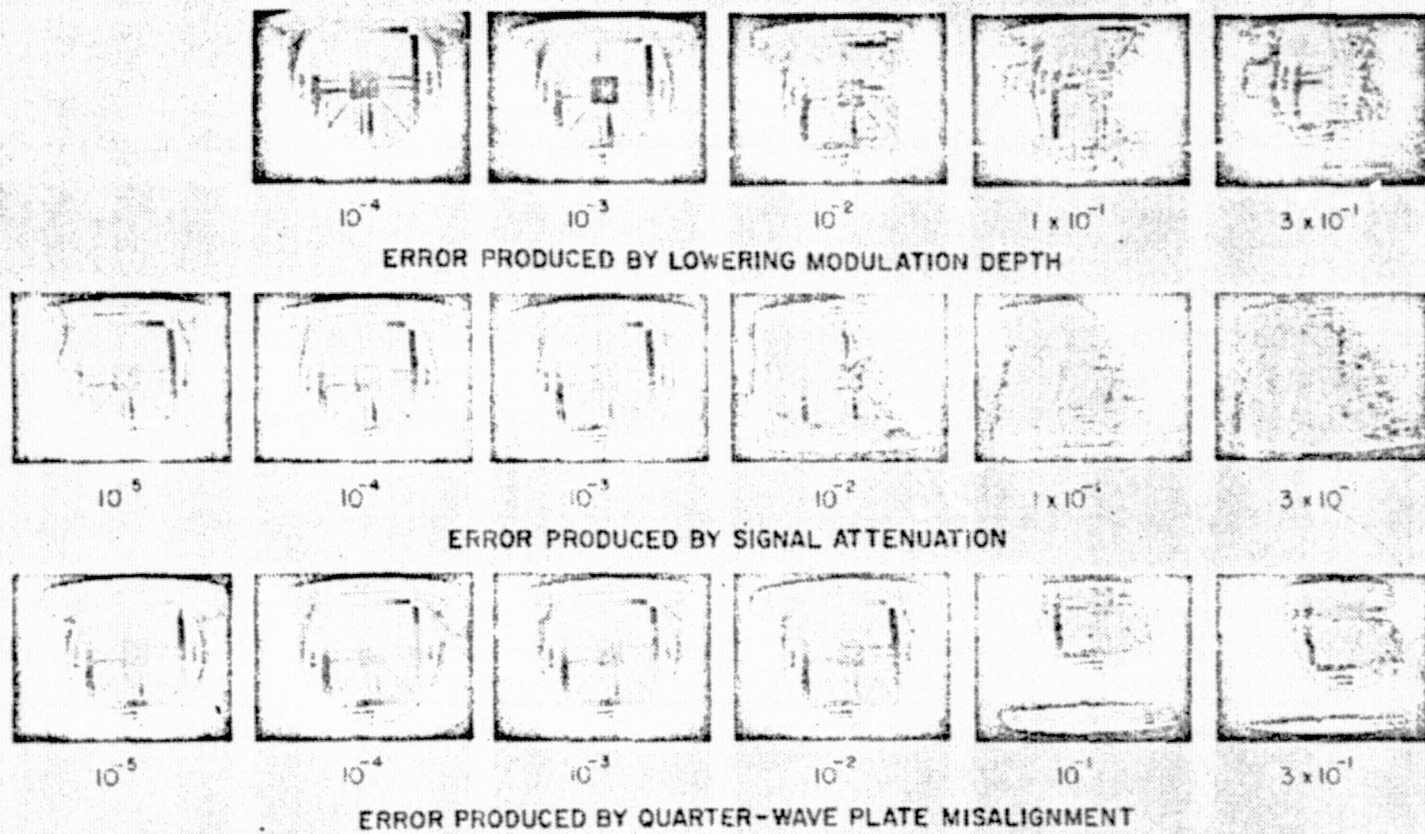 10⁻⁴ 10⁻³ 10⁻² 1 x 10⁻¹ 3 x 10⁻¹
ERROR PRODUCED BY LOWERING MODULATION DEPTH
10⁻⁵ 10⁻⁴ 10⁻³ 10⁻² 1 x 10⁻¹ 3 x 10⁻¹
ERROR PRODUCED BY SIGNAL ATTENUATION
10⁻⁵ 10⁻⁴ 10⁻³ 10⁻² 10⁻¹ 3 x 10⁻¹
ERROR PRODUCED BY QUARTER-WAVE PLATE MISALIGNMENT